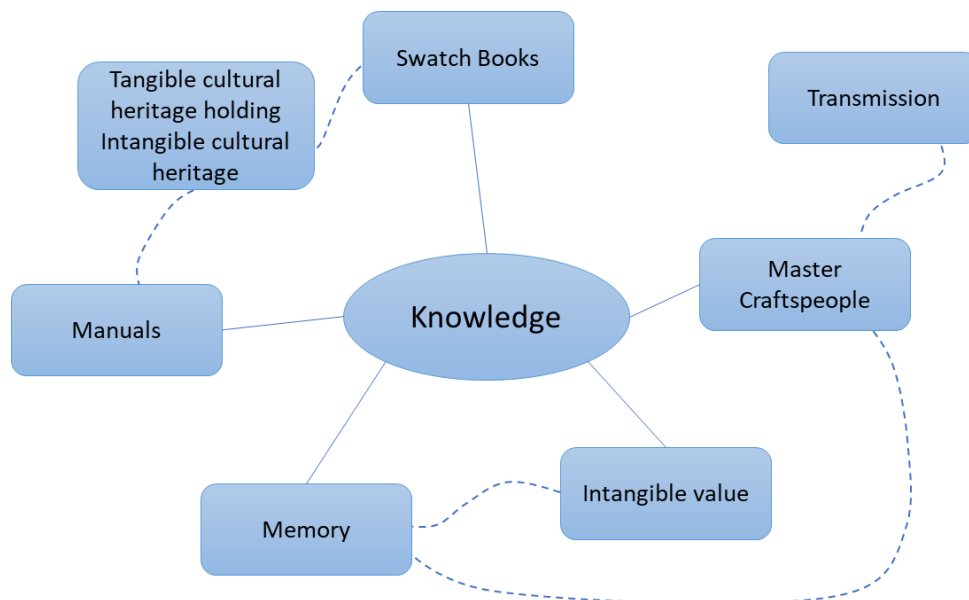 Swatch Books
Tangible cultural
heritage holding
Intangible cultural
heritage
Transmission
Master
Craftspeople
Knowledge
Manuals
Intangible value
Memory